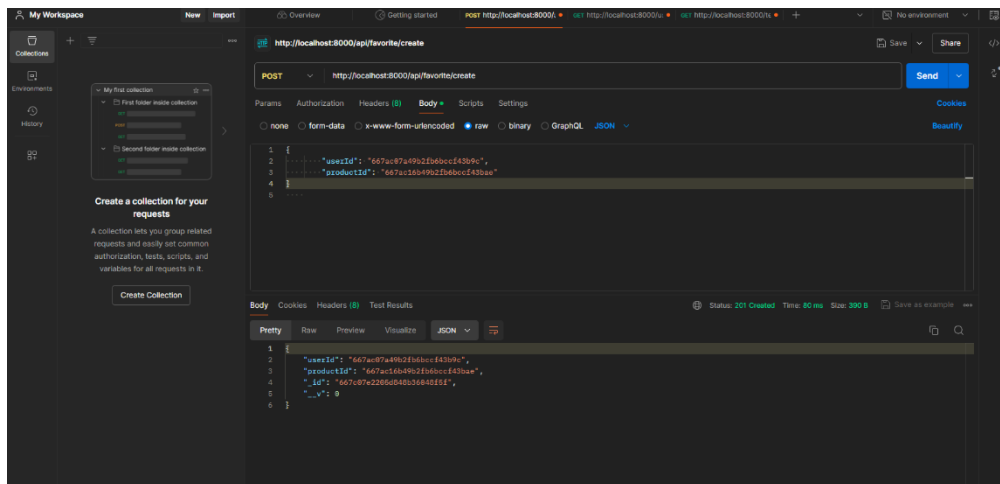 My Workspace
New
Import
Overview
Getting started
POST http://localhost:8000/
GET http://localhost:8000/
GET http://localhost:8000/
No environment
Collections
Environments
History
My first collection
First folder inside collection
GET
POST
GET
Second folder inside collection
GET
GET
Create a collection for your
requests
A collection lets you group related
requests and easily set common
authorization, tests, scripts, and
variables for all requests in it.
Create Collection
http://localhost:8000/api/favorite/create
Save
Share
POST
http://localhost:8000/api/favorite/create
Send
Params
Authorization
Headers (8)
Body
Scripts
Settings
Cookies
none
form-data
x-www-form-urlencoded
raw
binary
GraphQL
JSON
Beautify
1 {
2 "userId": "667ac07a49b2fb6bccf43b9c",
3 "productId": "667ac16b49b2fb6bccf43bae"
4 }
5
Body
Cookies
Headers (8)
Test Results
Status: 201 Created
Time: 80 ms
Size: 390 B
Save as example
Pretty
Raw
Preview
Visualize
JSON
1 {
2 "userId": "667ac07a49b2fb6bccf43b9c",
3 "productId": "667ac16b49b2fb6bccf43bae",
4 "_id": "667c07e2206d848b36048f5f",
5 "__v": 0
6 }